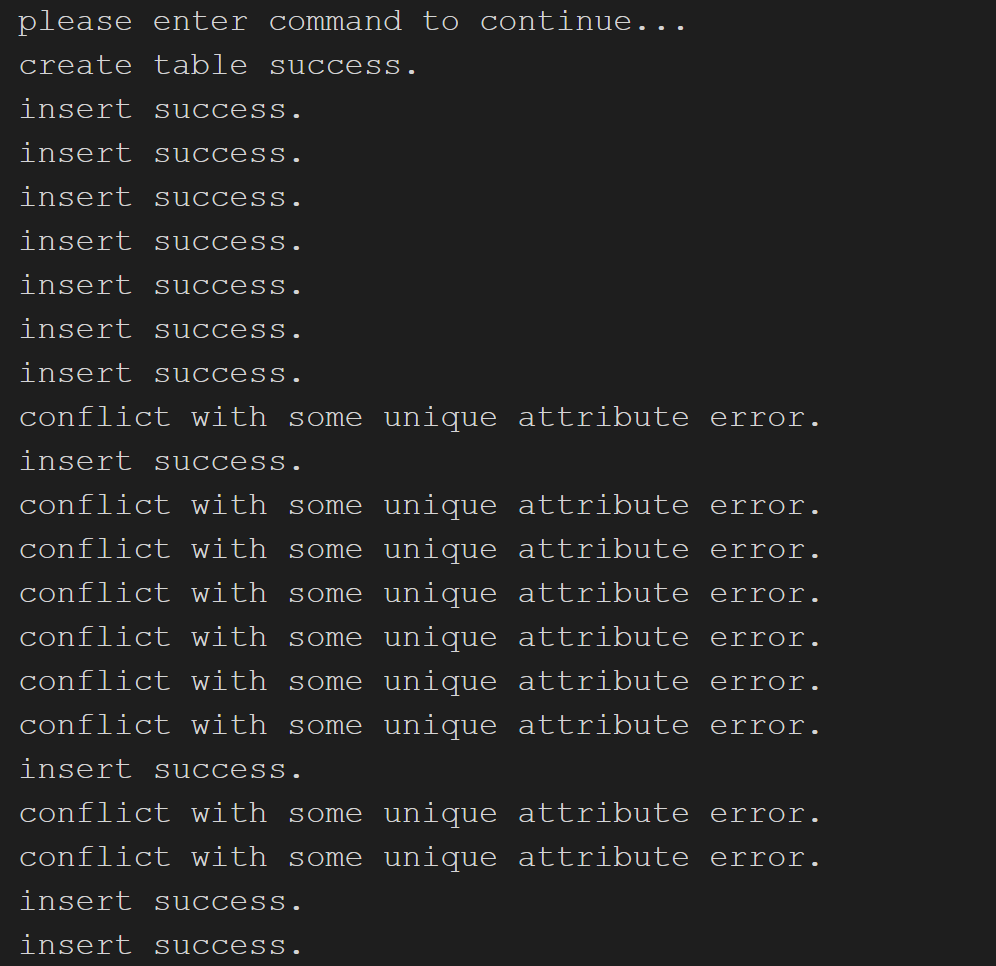 please enter command to continue...
create table success.
insert success.
insert success.
insert success.
insert success.
insert success.
insert success.
insert success.
conflict with some unique attribute error.
insert success.
conflict with some unique attribute error.
conflict with some unique attribute error.
conflict with some unique attribute error.
conflict with some unique attribute error.
conflict with some unique attribute error.
conflict with some unique attribute error.
insert success.
conflict with some unique attribute error.
conflict with some unique attribute error.
insert success.
insert success.